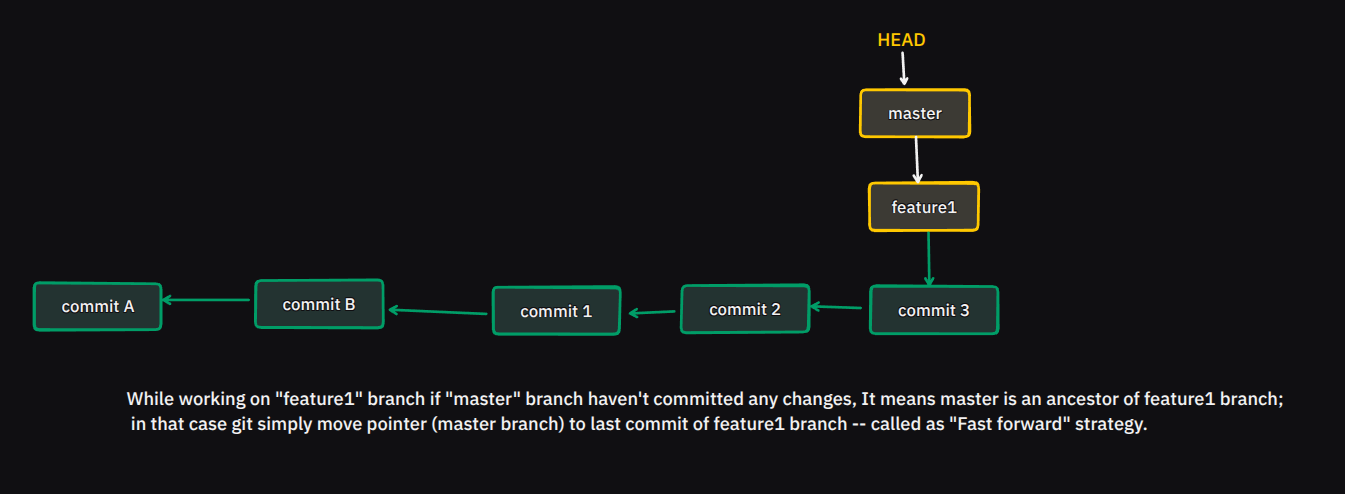 HEAD
master
feature1
commit A
commit B
commit 1
commit 2
commit 3
While working on "feature1" branch if "master" branch haven't committed any changes, It means master is an ancestor of feature1 branch;
in that case git simply move pointer (master branch) to last commit of feature1 branch -- called as "Fast forward" strategy.